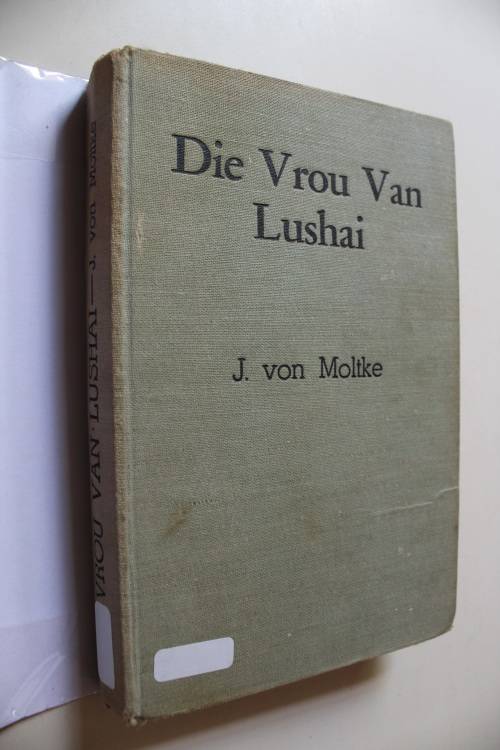 Die Vrou Van
Lushai
J. von Moltke
VROU VAN LUSHAI — J. von Moltke